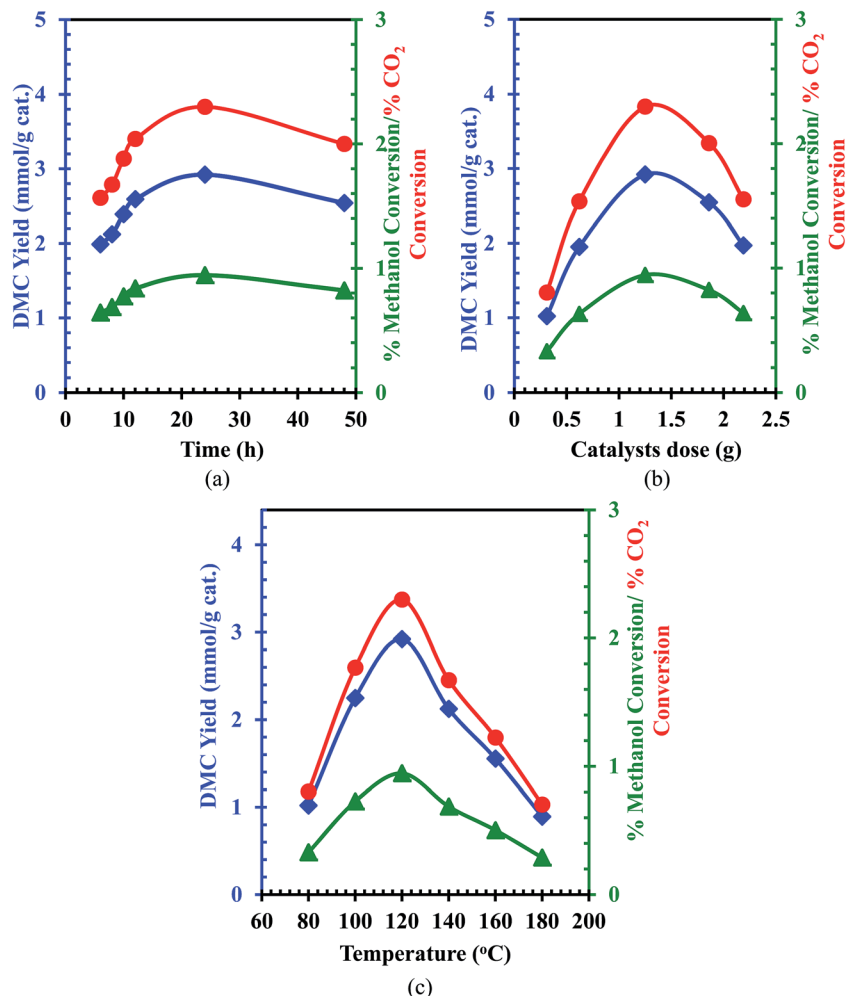 DMC Yield (mmol/g cat.)
5
4
3
2
1
0
3
2
1
0
% Methanol Conversion/ % CO2
Conversion
0 10 20 30 40 50
Time (h)
(a)
DMC Yield (mmol/g cat.)
5
4
3
2
1
0
3
2
1
0
% Methanol Conversion/ % CO2
Conversion
0 0.5 1 1.5 2 2.5
Catalysts dose (g)
(b)
DMC Yield (mmol/g cat.)
4
3
2
1
0
3
2
1
0
% Methanol Conversion/ % CO2
Conversion
60 80 100 120 140 160 180 200
Temperature (oC)
(c)